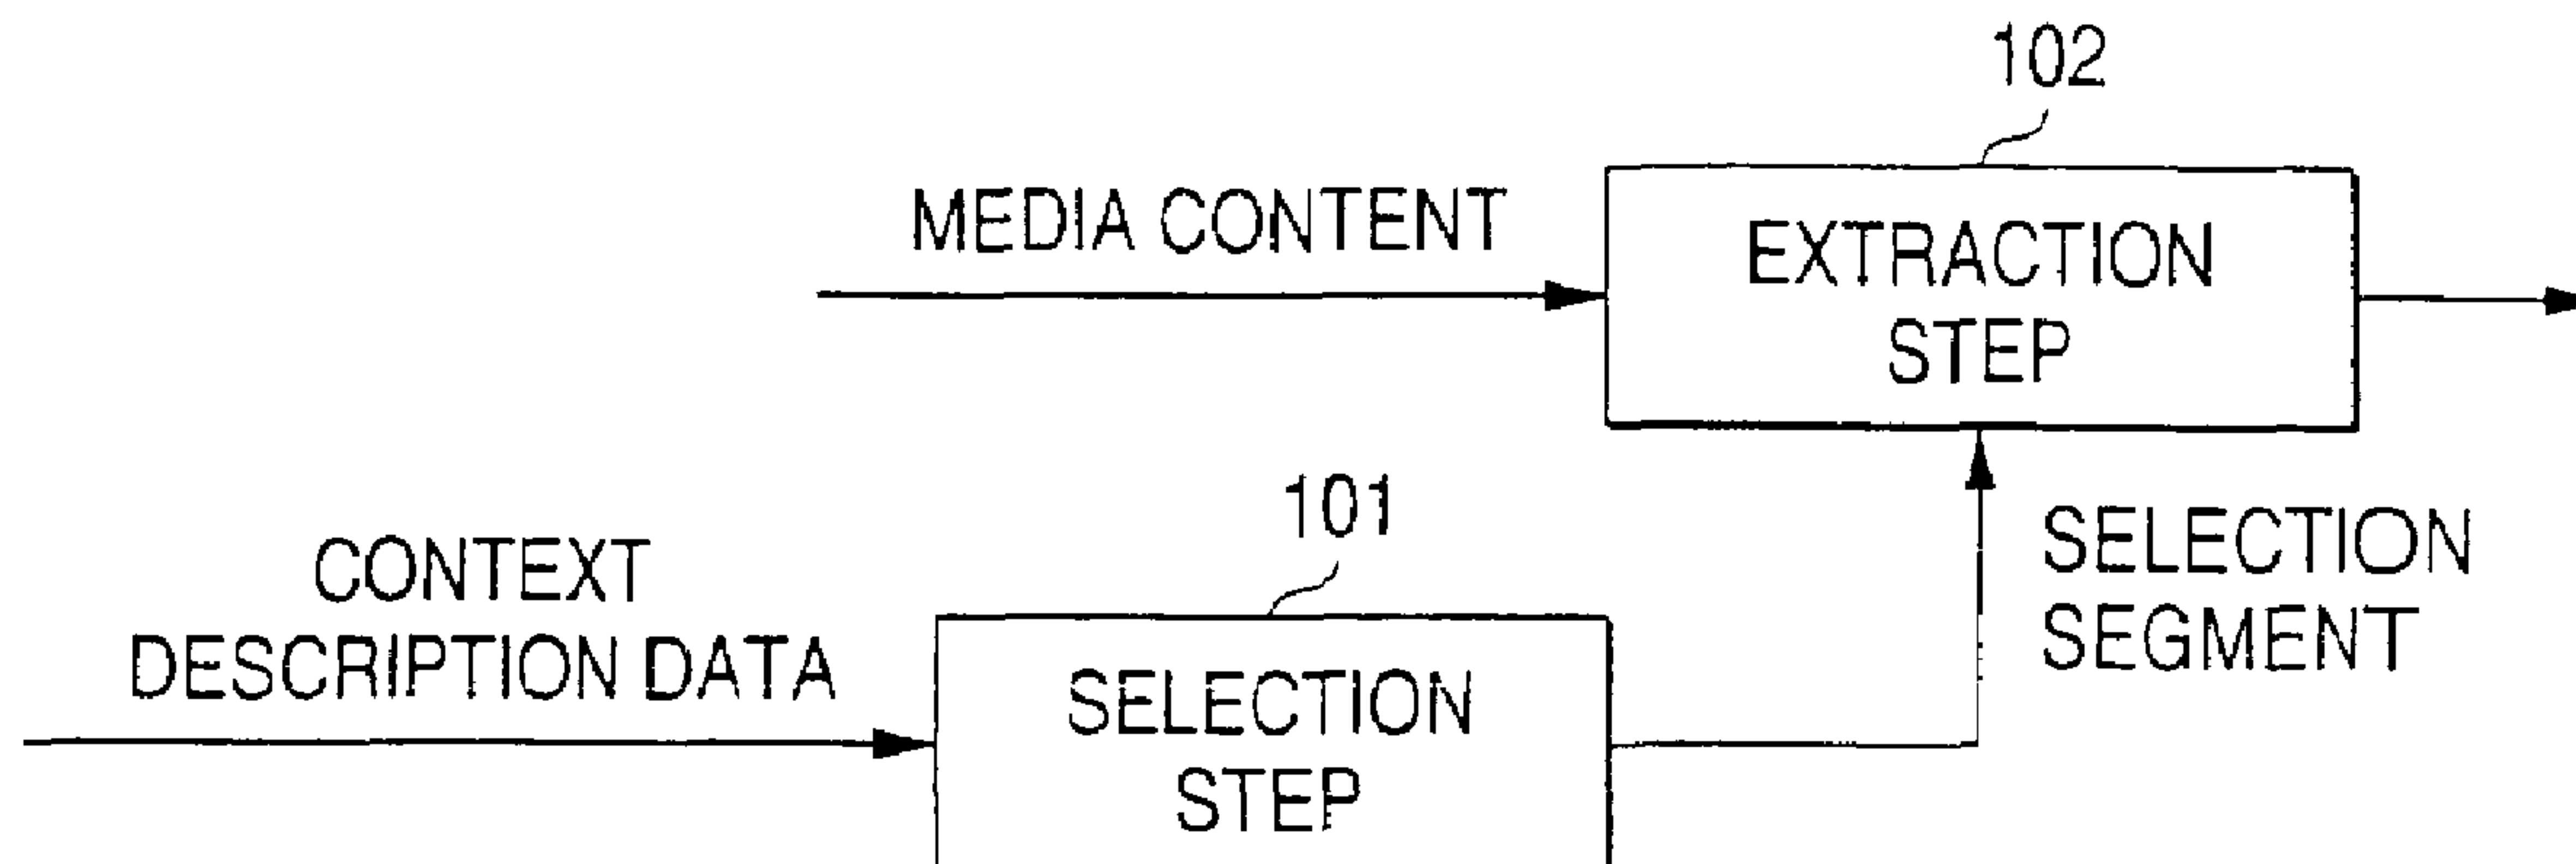 102
MEDIA CONTENT
EXTRACTION
STEP
101
SELECTION
SEGMENT
CONTEXT
DESCRIPTION DATA
SELECTION
STEP